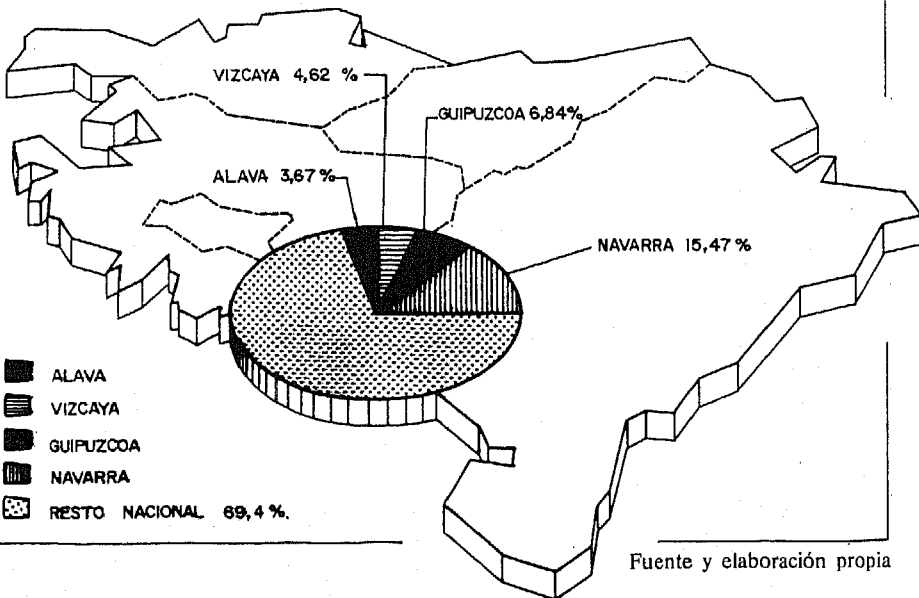 VIZCAYA 4,62 %
GUIPUZCOA 6,84%
ALAVA 3,67 %
NAVARRA 15,47 %
ALAVA
VIZCAYA
GUIPUZCOA
NAVARRA
RESTO NACIONAL 69,4 %.
Fuente y elaboración propia